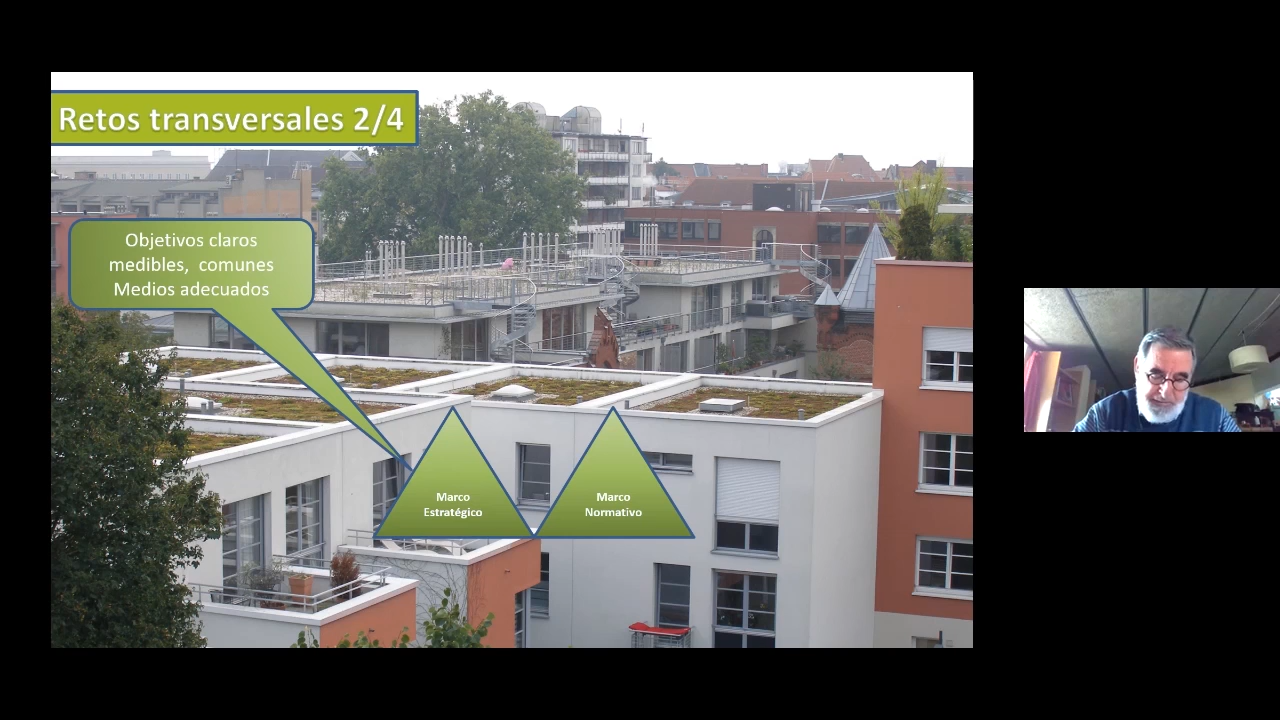 Retos transversales 2/4
Objetivos claros
medibles, comunes
Medios adecuados
Marco
Estratégico
Marco
Normativo